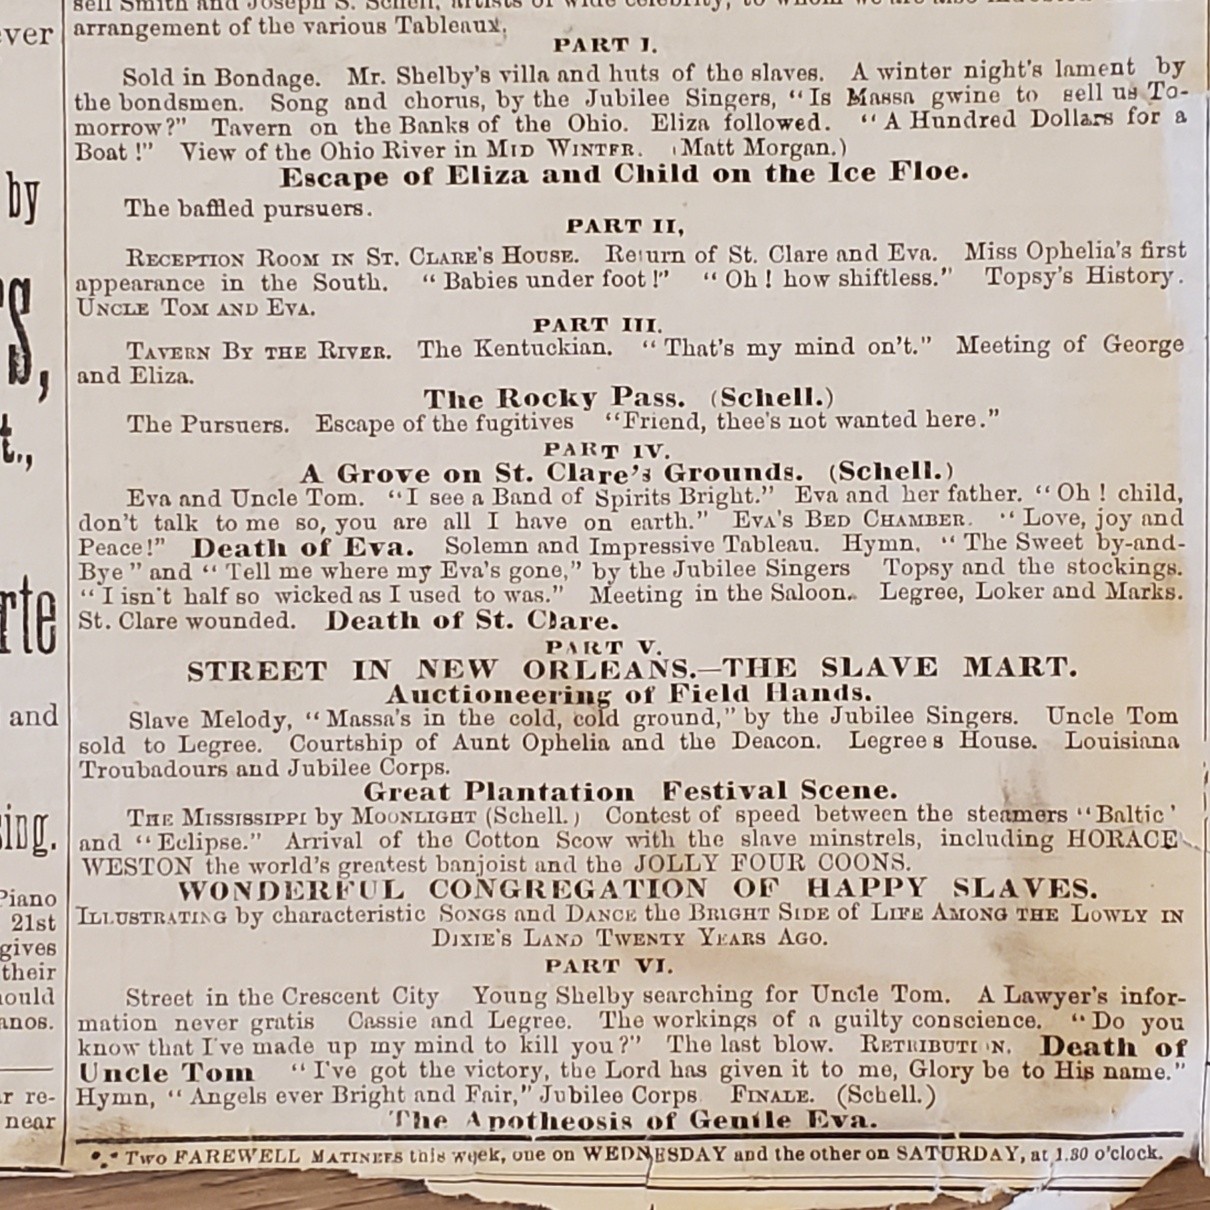 sell Smith and Joseph S. Schell, artists of wide celebrity, to whom we are also
arrangement of the various Tableaux.
PART I.
Sold in Bondage. Mr. Shelby's villa and huts of the slaves. A winter night's lament by
the bondsmen. Song and chorus, by the Jubilee Singers, "Is Massa gwine to sell us To-
morrow?" Tavern on the Banks of the Ohio. Eliza followed. "A Hundred Dollars for a
Boat!" View of the Ohio River in MID WINTER. (Matt Morgan.)
Escape of Eliza and Child on the Ice Floe.
The baffled pursuers.
PART II,
RECEPTION ROOM IN ST. CLARE'S HOUSE. Return of St. Clare and Eva. Miss Ophelia's first
appearance in the South. "Babies under foot!" "Oh! how shiftless." Topsy's History.
UNCLE TOM AND EVA.
PART III.
TAVERN BY THE RIVER. The Kentuckian. "That's my mind on't." Meeting of George
and Eliza.
The Rocky Pass. (Schell.)
The Pursuers. Escape of the fugitives "Friend, thee's not wanted here."
PART IV.
A Grove on St. Clare's Grounds. (Schell.)
Eva and Uncle Tom. "I see a Band of Spirits Bright." Eva and her father. "Oh! child,
don't talk to me so, you are all I have on earth." EVA'S BED CHAMBER. "Love, joy and
Peace!" Death of Eva. Solemn and Impressive Tableau. Hymn, "The Sweet by-and-
Bye" and "Tell me where my Eva's gone," by the Jubilee Singers Topsy and the stockings.
"I isn't half so wicked as I used to was." Meeting in the Saloon. Legree, Loker and Marks.
St. Clare wounded. Death of St. Clare.
PART V.
STREET IN NEW ORLEANS.—THE SLAVE MART.
Auctioneering of Field Hands.
Slave Melody, "Massa's in the cold, cold ground," by the Jubilee Singers. Uncle Tom
sold to Legree. Courtship of Aunt Ophelia and the Deacon. Legree s House. Louisiana
Troubadours and Jubilee Corps.
Great Plantation Festival Scene.
THE MISSISSIPPI by MOONLIGHT (Schell.) Contest of speed between the steamers "Baltic'
and "Eclipse." Arrival of the Cotton Scow with the slave minstrels, including HORACE
WESTON the world's greatest banjoist and the JOLLY FOUR COONS.
WONDERFUL CONGREGATION OF HAPPY SLAVES.
ILLUSTRATING by characteristic SONGS and DANCE the BRIGHT SIDE of LIFE AMONG THE LOWLY IN
DIXIE'S LAND TWENTY YEARS AGO.
PART VI.
Street in the Crescent City Young Shelby searching for Uncle Tom. A Lawyer's infor-
mation never gratis Cassie and Legree. The workings of a guilty conscience. "Do you
know that I've made up my mind to kill you?" The last blow. RETRIBUTI N. Death of
Uncle Tom "I've got the victory, the Lord has given it to me, Glory be to His name."
Hymn, "Angels ever Bright and Fair," Jubilee Corps FINALE. (Schell.)
The Apotheosis of Gentle Eva.
Two FAREWELL MATINEES this week, one on WEDNESDAY and the other on SATURDAY, at 1.30 o'clock.
by
and
Piano
21st
gives
their
near